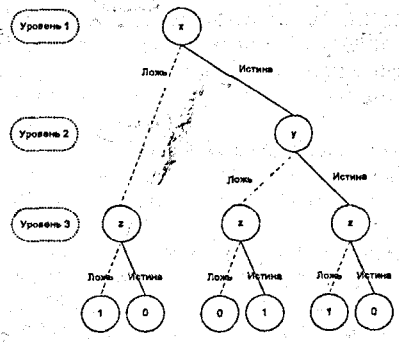 Уровень 1
x
Ложь
Истина
Уровень 2
y
Ложь
Истина
Уровень 3
z
z
z
Ложь
Истина
Ложь
Истина
Ложь
Истина
1
0
0
1
1
0